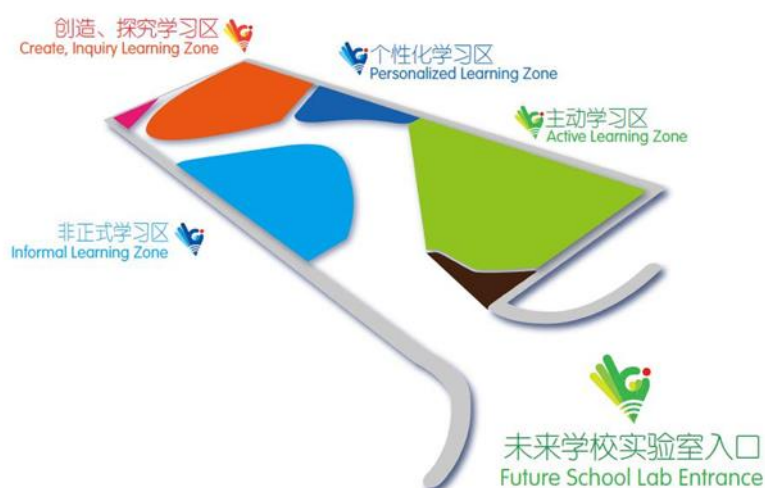 创造、探究学习区
Create, Inquiry Learning Zone
个性化学习区
Personalized Learning Zone
主动学习区
Active Learning Zone
非正式学习区
Informal Learning Zone
未来学校实验室入口
Future School Lab Entrance